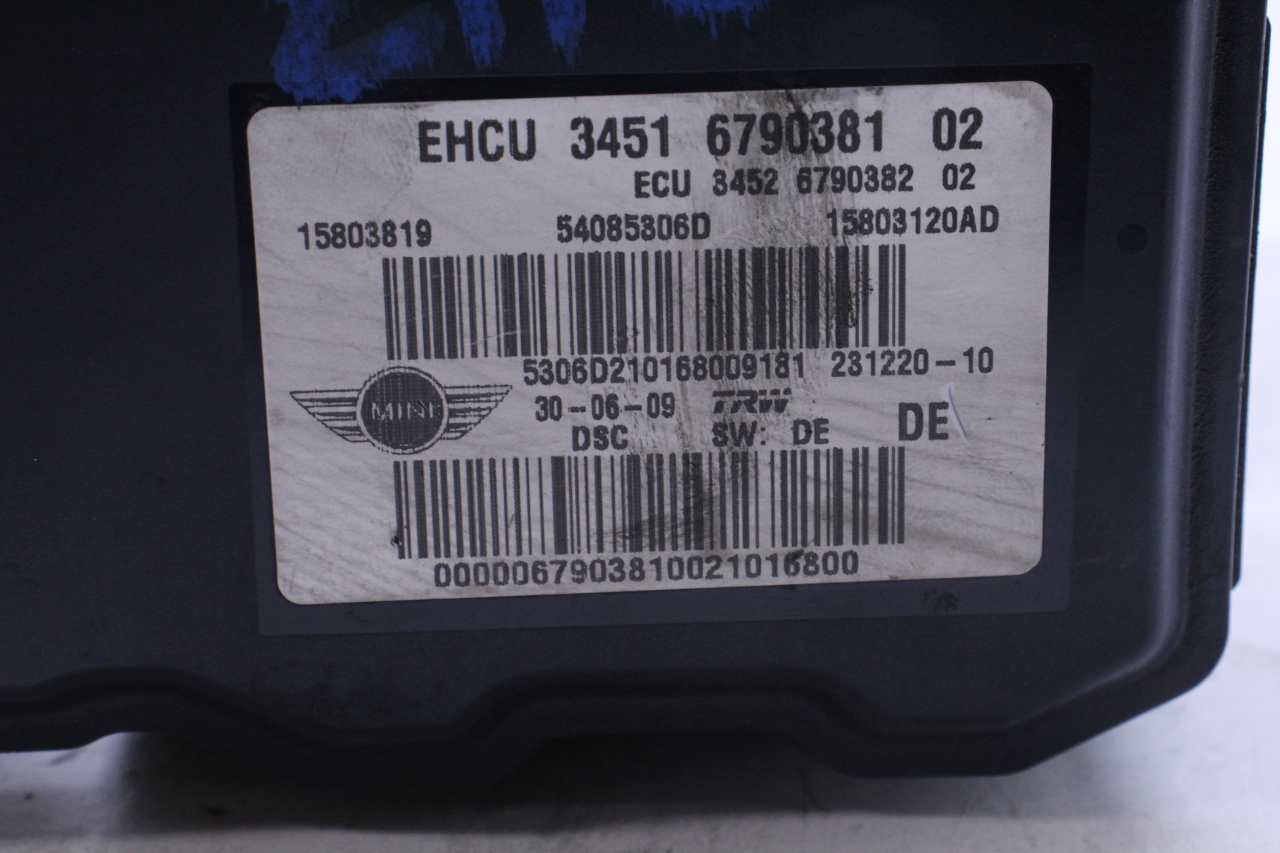 EHCU 3451 6790381 02
ECU 3452 6790382 02
15803819 54085806D 15803120AD
5306D210168009181 231220-10
MINI 30-06-09 TRW
DSC SW: DE DE
0000067903810021016800